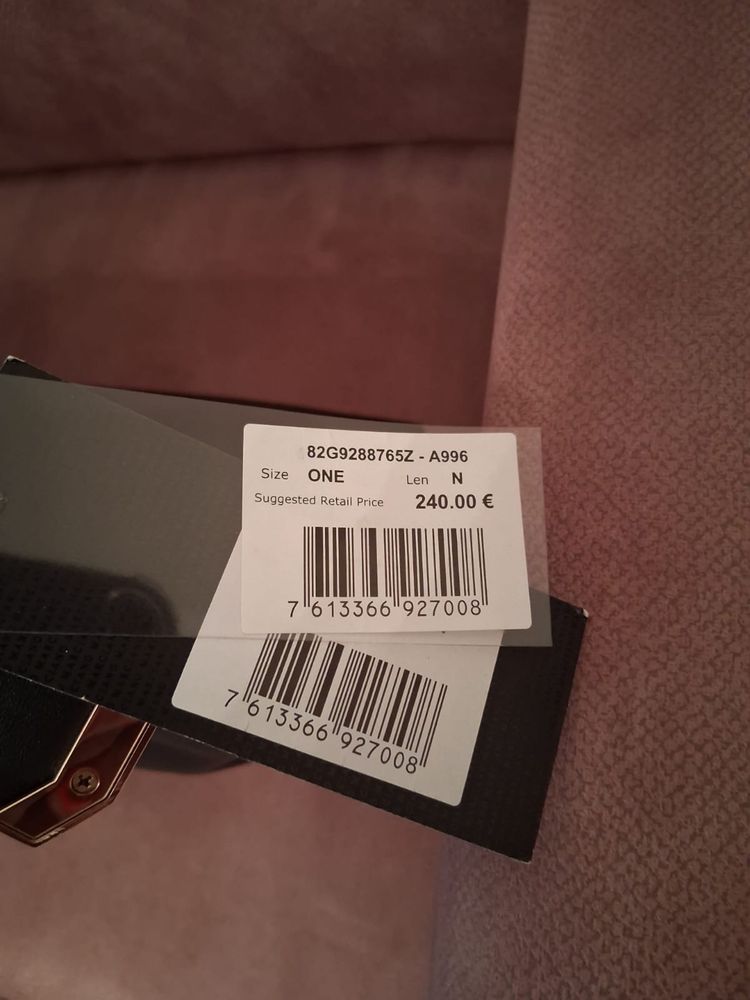 82G9288765Z - A996
Size ONE Len N
Suggested Retail Price 240.00 €
7 613366 927008
7 613366 927008